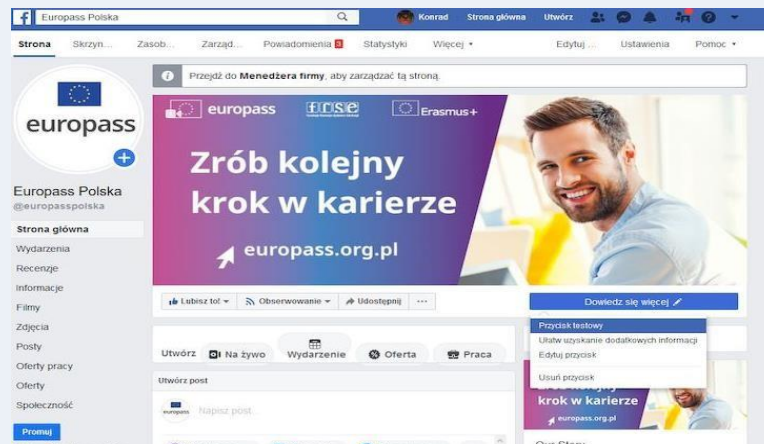 Europass Polska
Konrad Strona główna Utwórz
Strona Skrzyn... Zasob... Zarząd... Powiadomienia 3 Statystyki Więcej Edytuj ... Ustawienia Pomoc
Przejdź do Menedżera firmy, aby zarządzać tą stroną.
europass
europass frse Erasmus+
Zrób kolejny
krok w karierze
europass.org.pl
Europass Polska
@europasspolska
Strona główna
Wydarzenia
Recenzje
Informacje
Filmy
Zdjęcia
Posty
Oferty pracy
Oferty
Społeczność
Promuj
Lubisz to! Obserwowanie Udostępnij ...
Dowiedz się więcej
Przycisk testowy
Ułatw uzyskanie dodatkowych informacji
Edytuj przycisk
Usuń przycisk
Utwórz Na żywo Wydarzenie Oferta Praca
Utwórz post
europass Napisz post...
krok w karierze
europass.org.pl